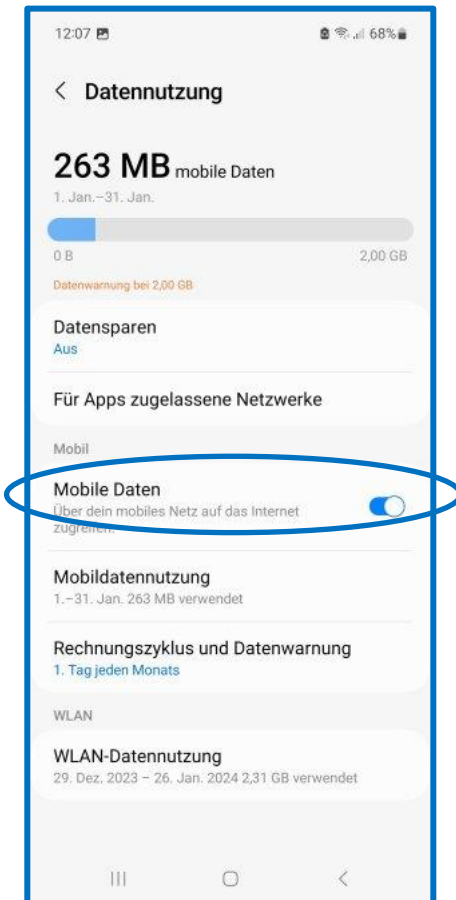 12:07 68%
Datennutzung
263 MB mobile Daten
1. Jan.–31. Jan.
0 B 2,00 GB
Datenwarnung bei 2,00 GB
Datensparen
Aus
Für Apps zugelassene Netzwerke
Mobil
Mobile Daten
Über dein mobiles Netz auf das Internet
zugreifen.
Mobildatennutzung
1.–31. Jan. 263 MB verwendet
Rechnungszyklus und Datenwarnung
1. Tag jeden Monats
WLAN
WLAN-Datennutzung
29. Dez. 2023 – 26. Jan. 2024 2,31 GB verwendet